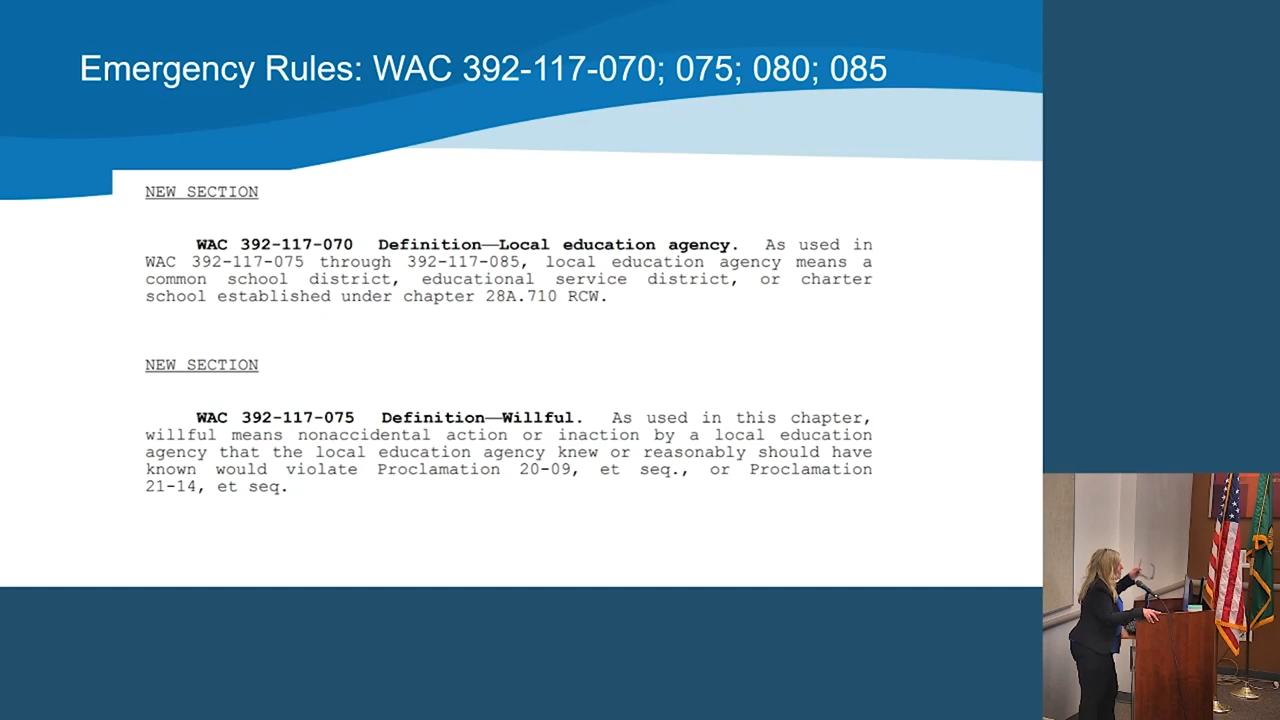 Emergency Rules: WAC 392-117-070; 075; 080; 085
NEW SECTION
WAC 392-117-070 Definition—Local education agency. As used in
WAC 392-117-075 through 392-117-085, local education agency means a
common school district, educational service district, or charter
school established under chapter 28A.710 RCW.
NEW SECTION
WAC 392-117-075 Definition—Willful. As used in this chapter,
willful means nonaccidental action or inaction by a local education
agency that the local education agency knew or reasonably should have
known would violate Proclamation 20-09, et seq., or Proclamation
21-14, et seq.